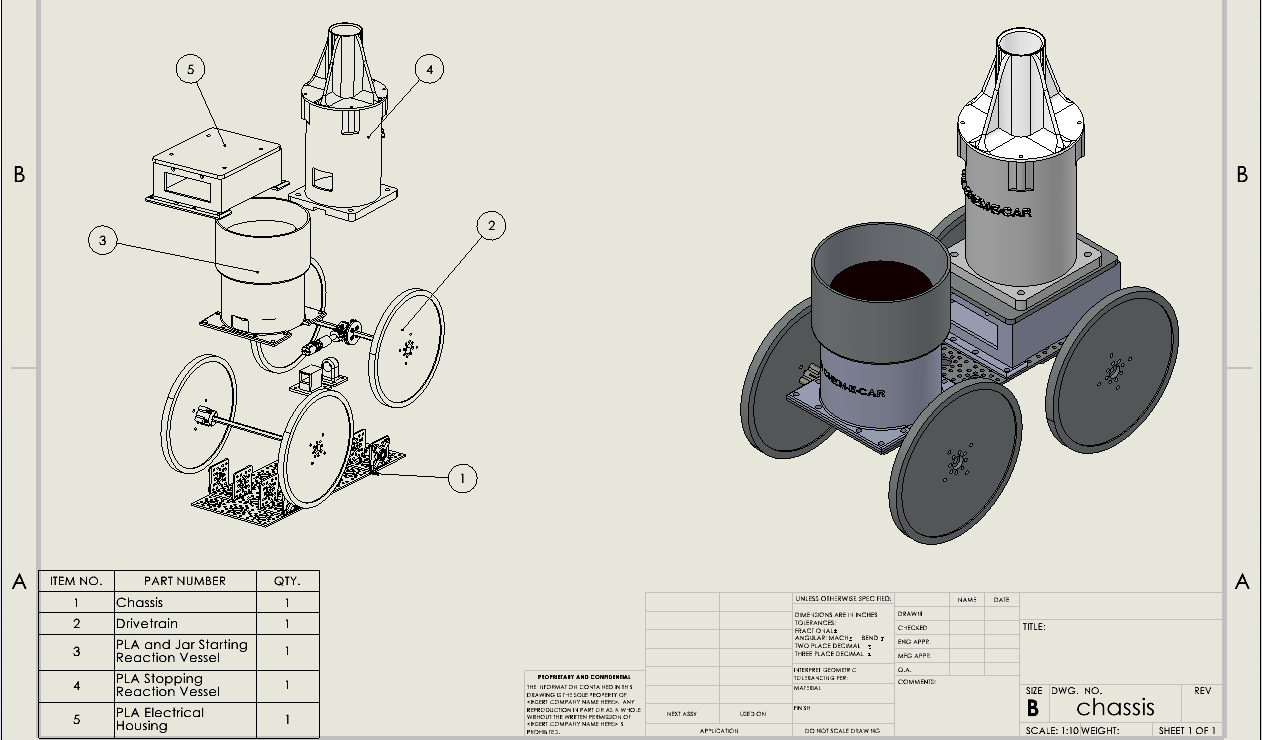 5
4
B
B
2
3
CHEM-E-CAR
CHEM-E-CAR
1
A
A
ITEM NO. PART NUMBER QTY.
1 Chassis 1
2 Drivetrain 1
3 PLA and Jar Starting
Reaction Vessel 1
4 PLA Stopping
Reaction Vessel 1
5 PLA Electrical
Housing 1
PROPRIETARY AND CONFIDENTIAL
THE INFORMATION CONTAINED IN THIS
DRAWING IS THE SOLE PROPERTY OF
<INSERT COMPANY NAME HERE>. ANY
REPRODUCTION IN PART OR AS A WHOLE
WITHOUT THE WRITTEN PERMISSION OF
<INSERT COMPANY NAME HERE> IS
PROHIBITED.
NEXT ASSY USED ON
APPLICATION
UNLESS OTHERWISE SPECIFIED:
DIMENSIONS ARE IN INCHES
TOLERANCES:
FRACTIONAL±
ANGULAR: MACH± BEND ±
TWO PLACE DECIMAL ±
THREE PLACE DECIMAL ±
INTERPRET GEOMETRIC
TOLERANCING PER:
MATERIAL
FINISH
DO NOT SCALE DRAWING
NAME DATE
DRAWN
CHECKED
ENG APPR.
MFG APPR.
Q.A.
COMMENTS:
TITLE:
SIZE DWG. NO. REV
B chassis
SCALE: 1:10 WEIGHT: SHEET 1 OF 1